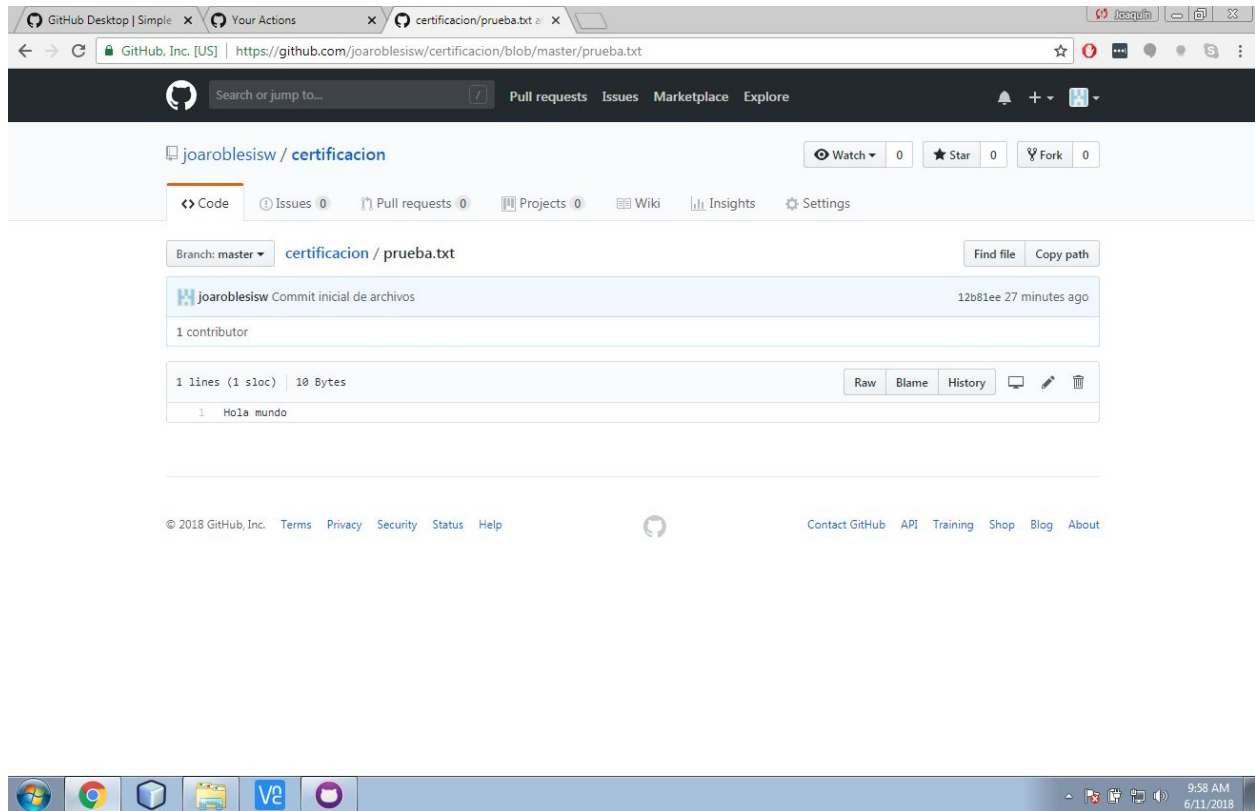 GitHub Desktop | Simple Your Actions certificacion/prueba.txt a Joaquín
GitHub, Inc. [US] | https://github.com/joaroblesisw/certificacion/blob/master/prueba.txt
Search or jump to... / Pull requests Issues Marketplace Explore
joaroblesisw / certificacion Watch 0 Star 0 Fork 0
<> Code Issues 0 Pull requests 0 Projects 0 Wiki Insights Settings
Branch: master certificacion / prueba.txt Find file Copy path
joaroblesisw Commit inicial de archivos 12b81ee 27 minutes ago
1 contributor
1 lines (1 sloc) 10 Bytes Raw Blame History
1 Hola mundo
© 2018 GitHub, Inc. Terms Privacy Security Status Help Contact GitHub API Training Shop Blog About
9:58 AM
6/11/2018